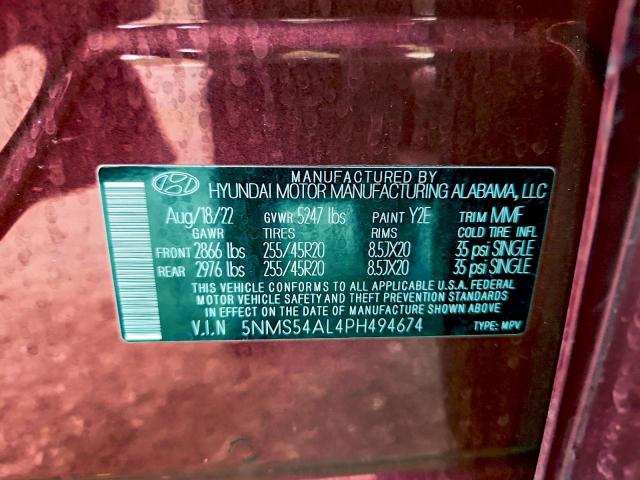 MANUFACTURED BY
HYUNDAI MOTOR MANUFACTURING ALABAMA, LLC
Aug/18/22 GVWR 5247 lbs PAINT Y2E TRIM MMF
GAWR TIRES RIMS COLD TIRE INFL
FRONT 2866 lbs 255/45R20 8.5JX20 35 psi SINGLE
REAR 2976 lbs 255/45R20 8.5JX20 35 psi SINGLE
THIS VEHICLE CONFORMS TO ALL APPLICABLE U.S.A. FEDERAL
MOTOR VEHICLE SAFETY AND THEFT PREVENTION STANDARDS
IN EFFECT ON THE DATE OF MANUFACTURE SHOWN ABOVE.
V.I.N 5NMS54AL4PH494674 TYPE: MPV